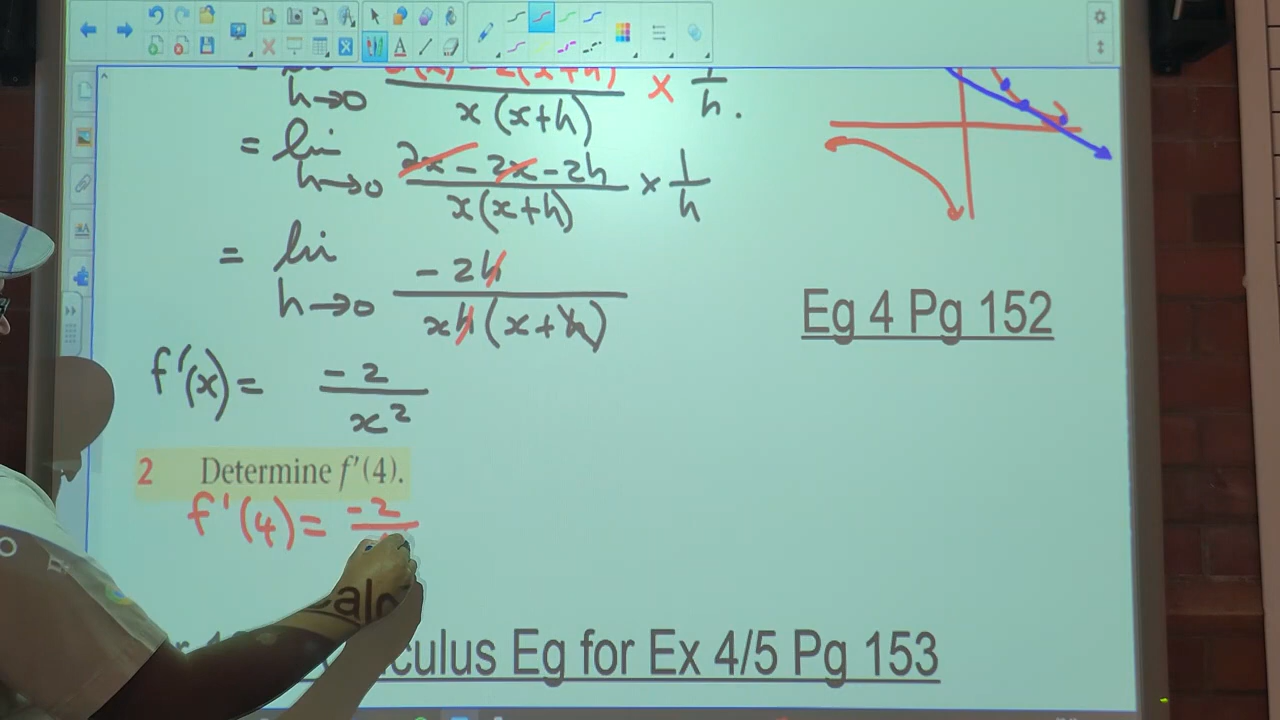 h→0 x(x+h) × 1/h.
= lim h→0 2x - 2x - 2h / x(x+h) × 1/h
= lim h→0 -2h / xh(x+h)
Eg 4 Pg 152
f'(x) = -2/x²
2 Determine f'(4).
f'(4) = -2
culus Eg for Ex 4/5 Pg 153